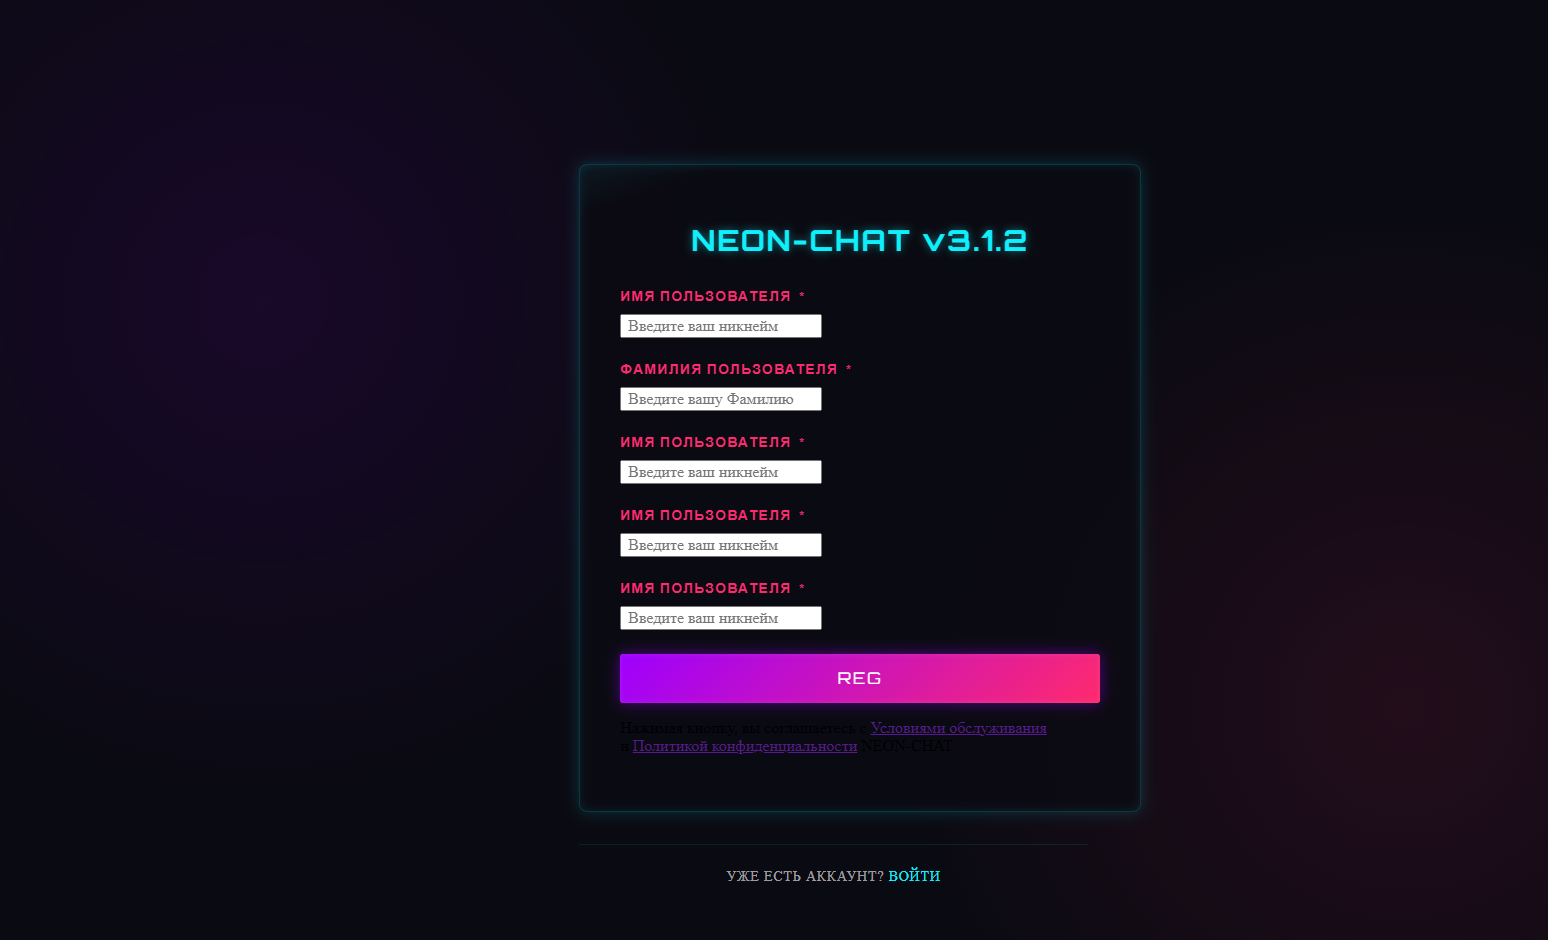 NEON-CHAT v3.1.2
ИМЯ ПОЛЬЗОВАТЕЛЯ *
Введите ваш никнейм
ФАМИЛИЯ ПОЛЬЗОВАТЕЛЯ *
Введите вашу Фамилию
ИМЯ ПОЛЬЗОВАТЕЛЯ *
Введите ваш никнейм
ИМЯ ПОЛЬЗОВАТЕЛЯ *
Введите ваш никнейм
ИМЯ ПОЛЬЗОВАТЕЛЯ *
Введите ваш никнейм
REG
Нажимая кнопку, вы соглашаетесь с Условиями обслуживания
и Политикой конфиденциальности NEON-CHAT
УЖЕ ЕСТЬ АККАУНТ? ВОЙТИ